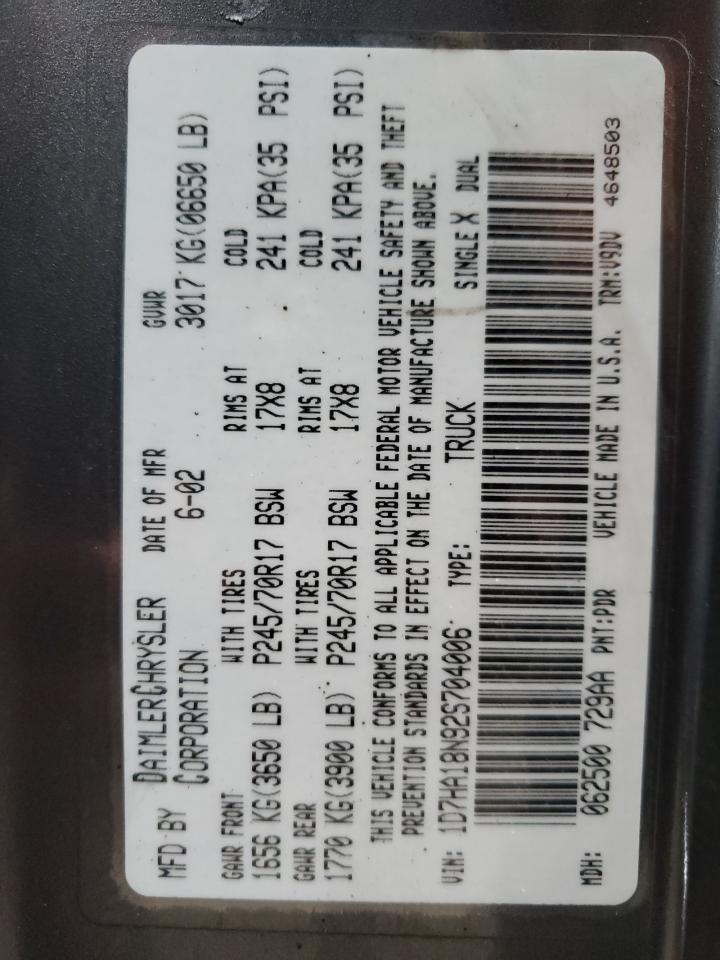 MFD BY DAIMLERCHRYSLER DATE OF MFR GVWR
CORPORATION 6-02 3017 KG(06650 LB)
GAWR FRONT WITH TIRES RIMS AT COLD
1656 KG(3650 LB) P245/70R17 BSW 17X8 241 KPA(35 PSI)
GAWR REAR WITH TIRES RIMS AT COLD
1770 KG(3900 LB) P245/70R17 BSW 17X8 241 KPA(35 PSI)
THIS VEHICLE CONFORMS TO ALL APPLICABLE FEDERAL MOTOR VEHICLE SAFETY AND THEFT
PREVENTION STANDARDS IN EFFECT ON THE DATE OF MANUFACTURE SHOWN ABOVE.
VIN: 1D7HA18N92S704006 TYPE: TRUCK SINGLE X DUAL
MDH: 062500 729AA PNT:PDR VEHICLE MADE IN U.S.A. TRM:V9DV 4648503